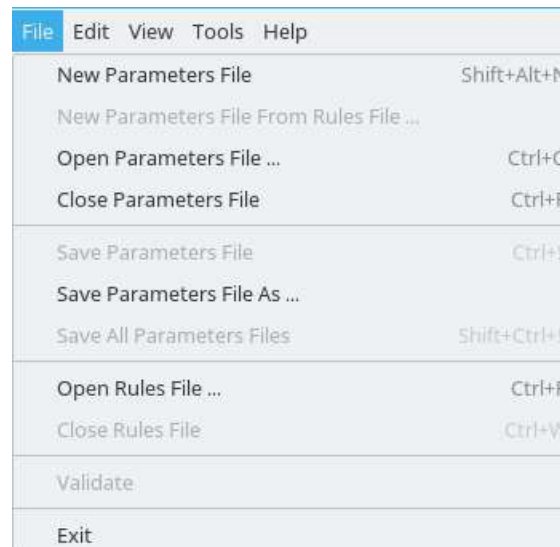 File Edit View Tools Help
New Parameters File Shift+Alt+N
New Parameters File From Rules File ...
Open Parameters File ... Ctrl+O
Close Parameters File
Save Parameters File
Save Parameters File As ...
Save All Parameters Files
Open Rules File ...
Close Rules File Ctrl+W
Validate
Exit